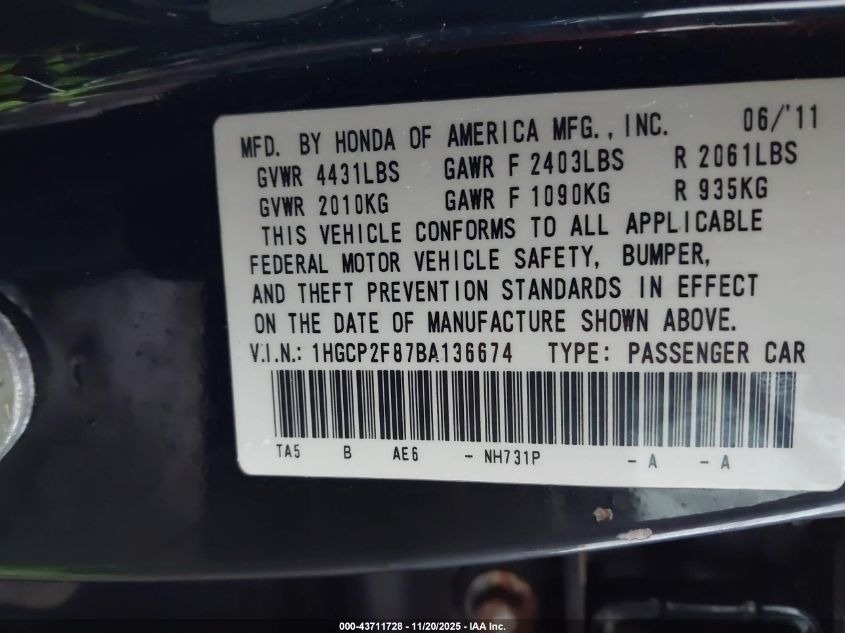 MFD. BY HONDA OF AMERICA MFG., INC. 06/'11
GVWR 4431LBS GAWR F 2403LBS R 2061LBS
GVWR 2010KG GAWR F 1090KG R 935KG
THIS VEHICLE CONFORMS TO ALL APPLICABLE
FEDERAL MOTOR VEHICLE SAFETY, BUMPER,
AND THEFT PREVENTION STANDARDS IN EFFECT
ON THE DATE OF MANUFACTURE SHOWN ABOVE.
V.I.N.: 1HGCP2F87BA136674 TYPE: PASSENGER CAR
TA5 B AE6 - NH731P - A - A
000-43711728 - 11/20/2025 - IAA Inc.